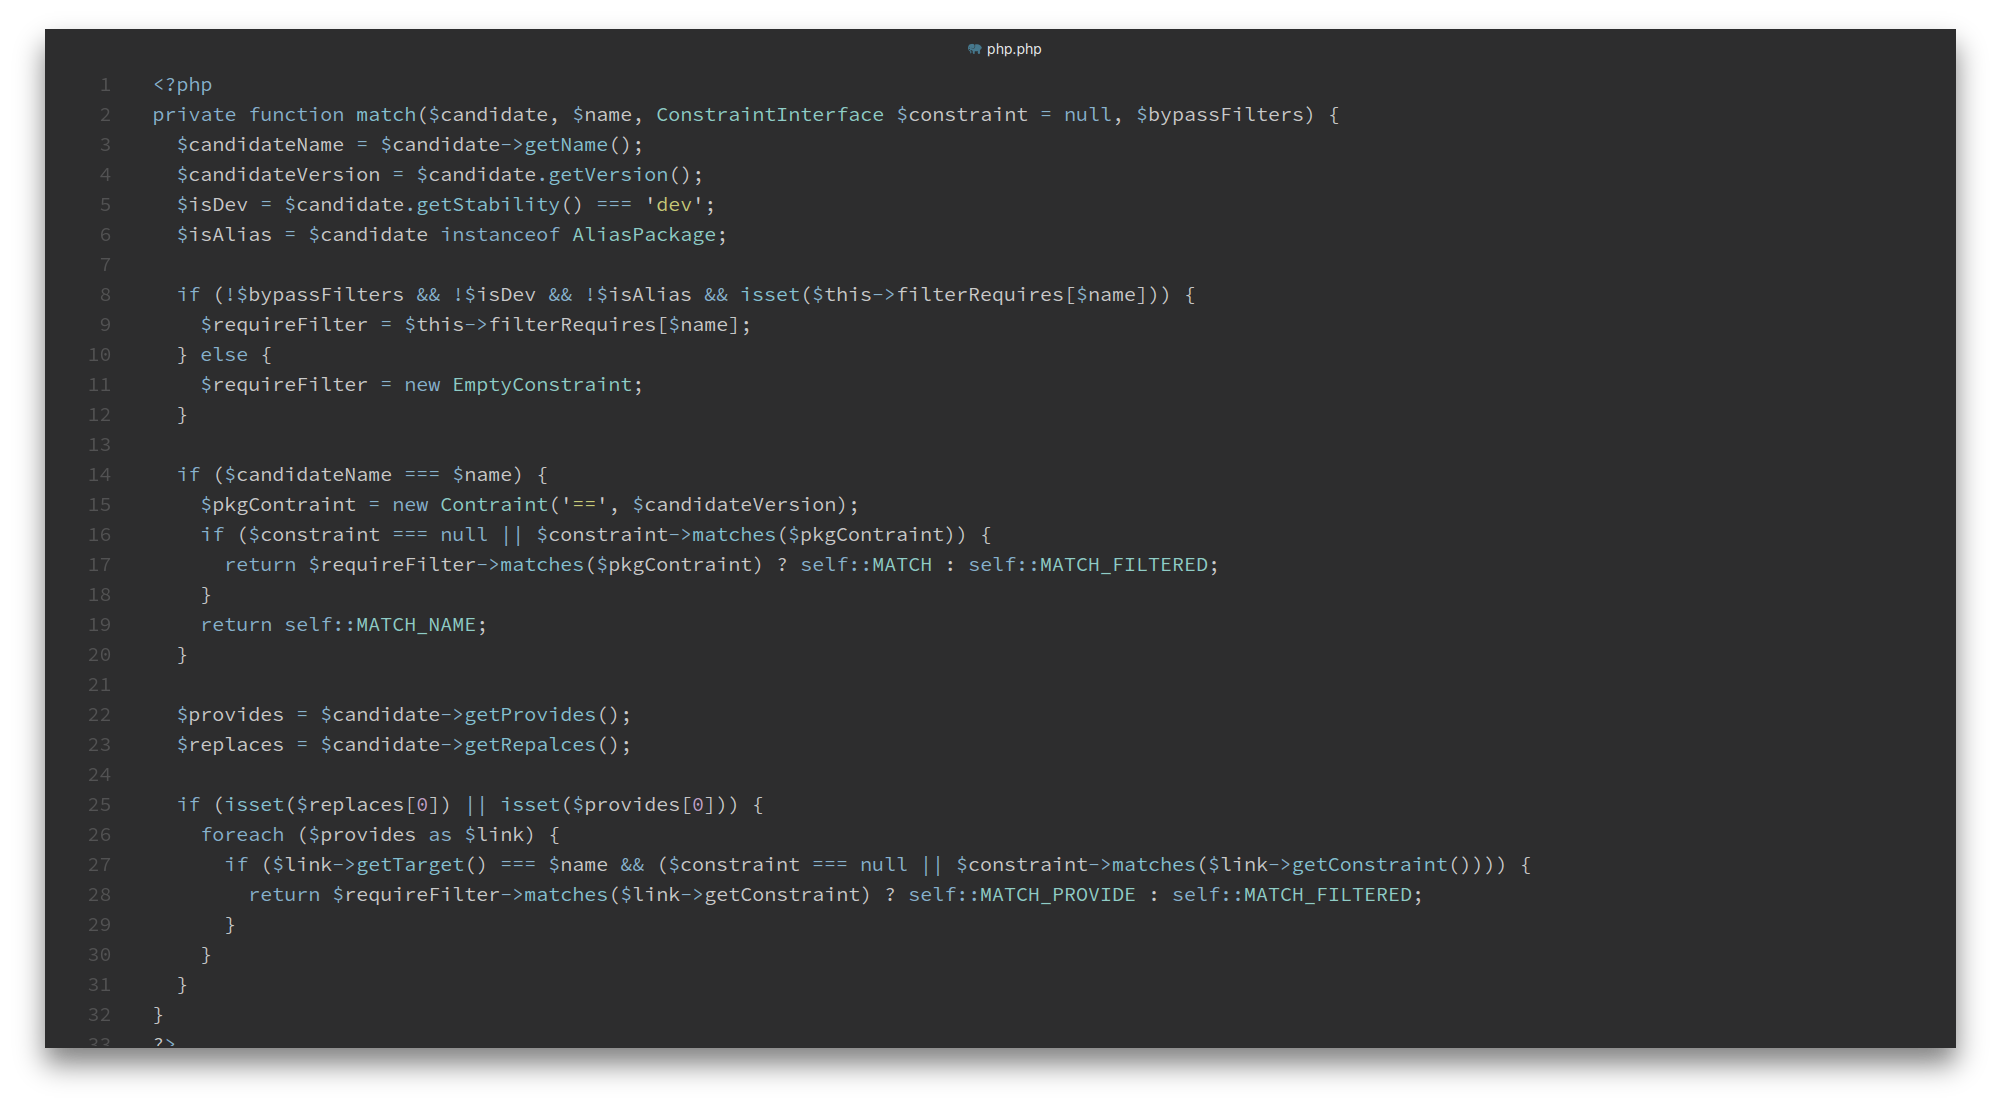 php.php
1 <?php
2 private function match($candidate, $name, ConstraintInterface $constraint = null, $bypassFilters) {
3 $candidateName = $candidate->getName();
4 $candidateVersion = $candidate.getVersion();
5 $isDev = $candidate.getStability() === 'dev';
6 $isAlias = $candidate instanceof AliasPackage;
7
8 if (!$bypassFilters && !$isDev && !$isAlias && isset($this->filterRequires[$name])) {
9 $requireFilter = $this->filterRequires[$name];
10 } else {
11 $requireFilter = new EmptyConstraint;
12 }
13
14 if ($candidateName === $name) {
15 $pkgContraint = new Contraint('==', $candidateVersion);
16 if ($constraint === null || $constraint->matches($pkgContraint)) {
17 return $requireFilter->matches($pkgContraint) ? self::MATCH : self::MATCH_FILTERED;
18 }
19 return self::MATCH_NAME;
20 }
21
22 $provides = $candidate->getProvides();
23 $replaces = $candidate->getRepalces();
24
25 if (isset($replaces[0]) || isset($provides[0])) {
26 foreach ($provides as $link) {
27 if ($link->getTarget() === $name && ($constraint === null || $constraint->matches($link->getConstraint()))) {
28 return $requireFilter->matches($link->getConstraint) ? self::MATCH_PROVIDE : self::MATCH_FILTERED;
29 }
30 }
31 }
32 }
33 ?>